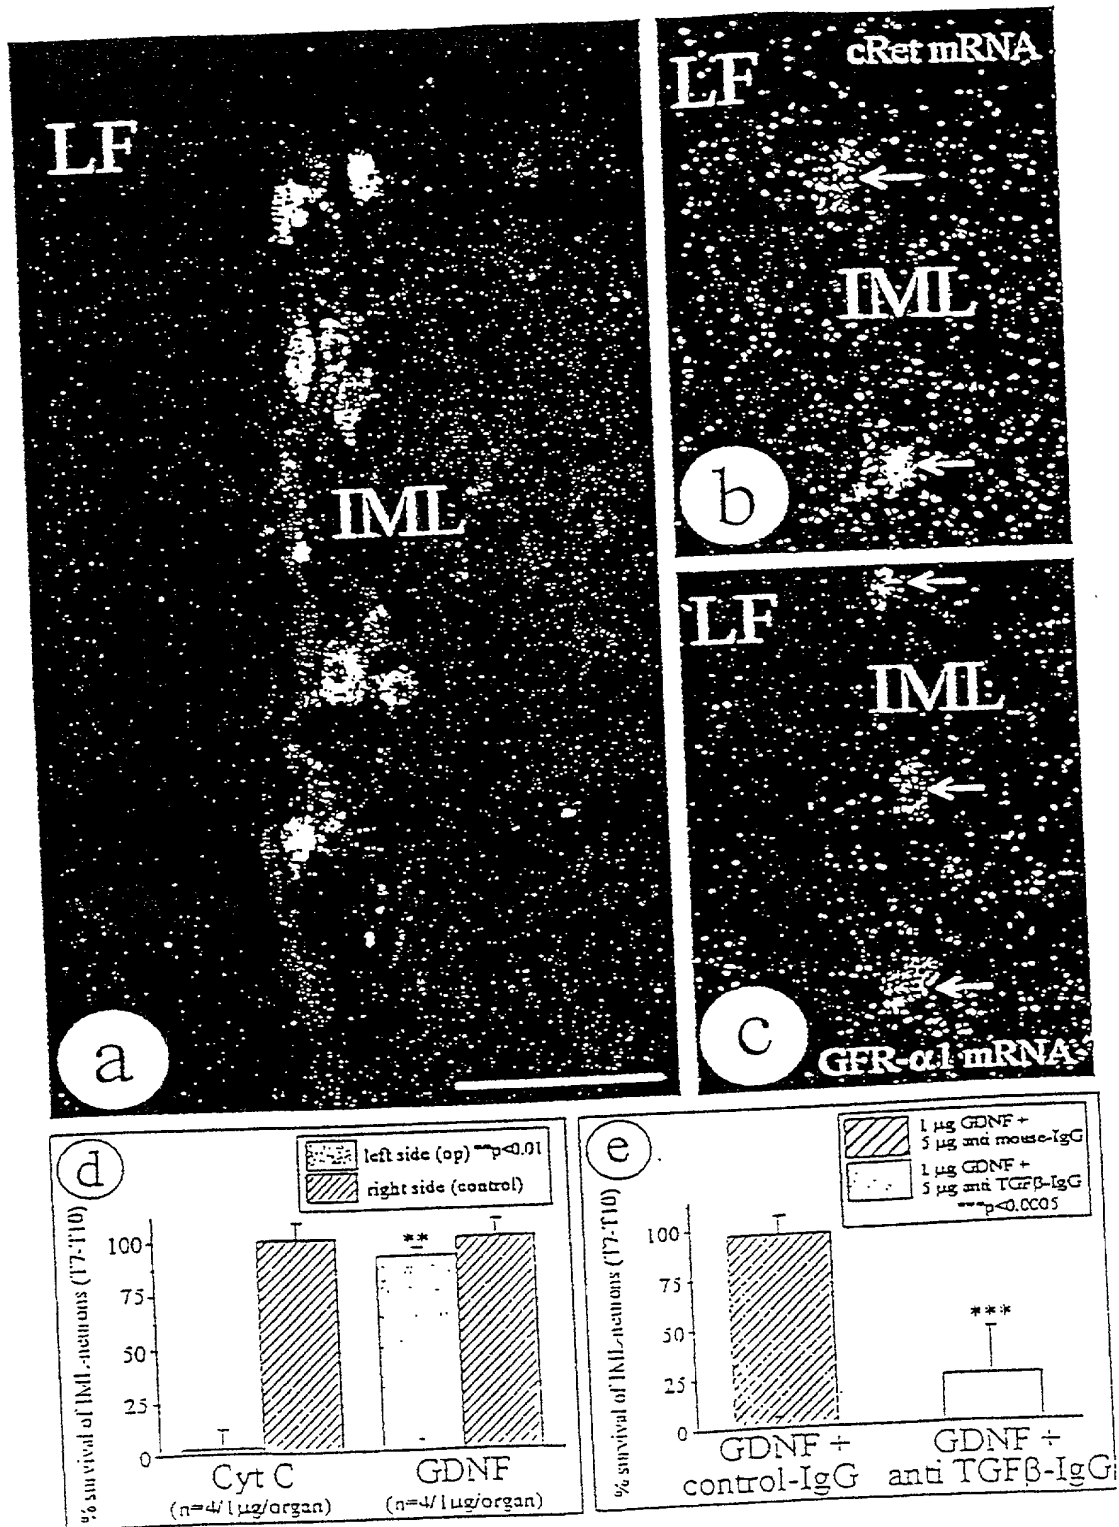 LF
IML
a
cRet mRNA
LF
IML
b
LF
IML
c
GFR-α1 mRNA
d
left side (op) **p<0.01
right side (control)
% survival of IML-neurons (T7-T10)
100
75
50
25
0
**
Cyt C
(n=4/1µg/organ)
GDNF
(n=4/1µg/organ)
e
1 µg GDNF +
5 µg anti mouse-IgG
1 µg GDNF +
5 µg anti TGFβ-IgG
***p<0.0005
% survival of IML-neurons (T7-T10)
100
75
50
25
0
***
GDNF +
control-IgG
GDNF +
anti TGFβ-IgG